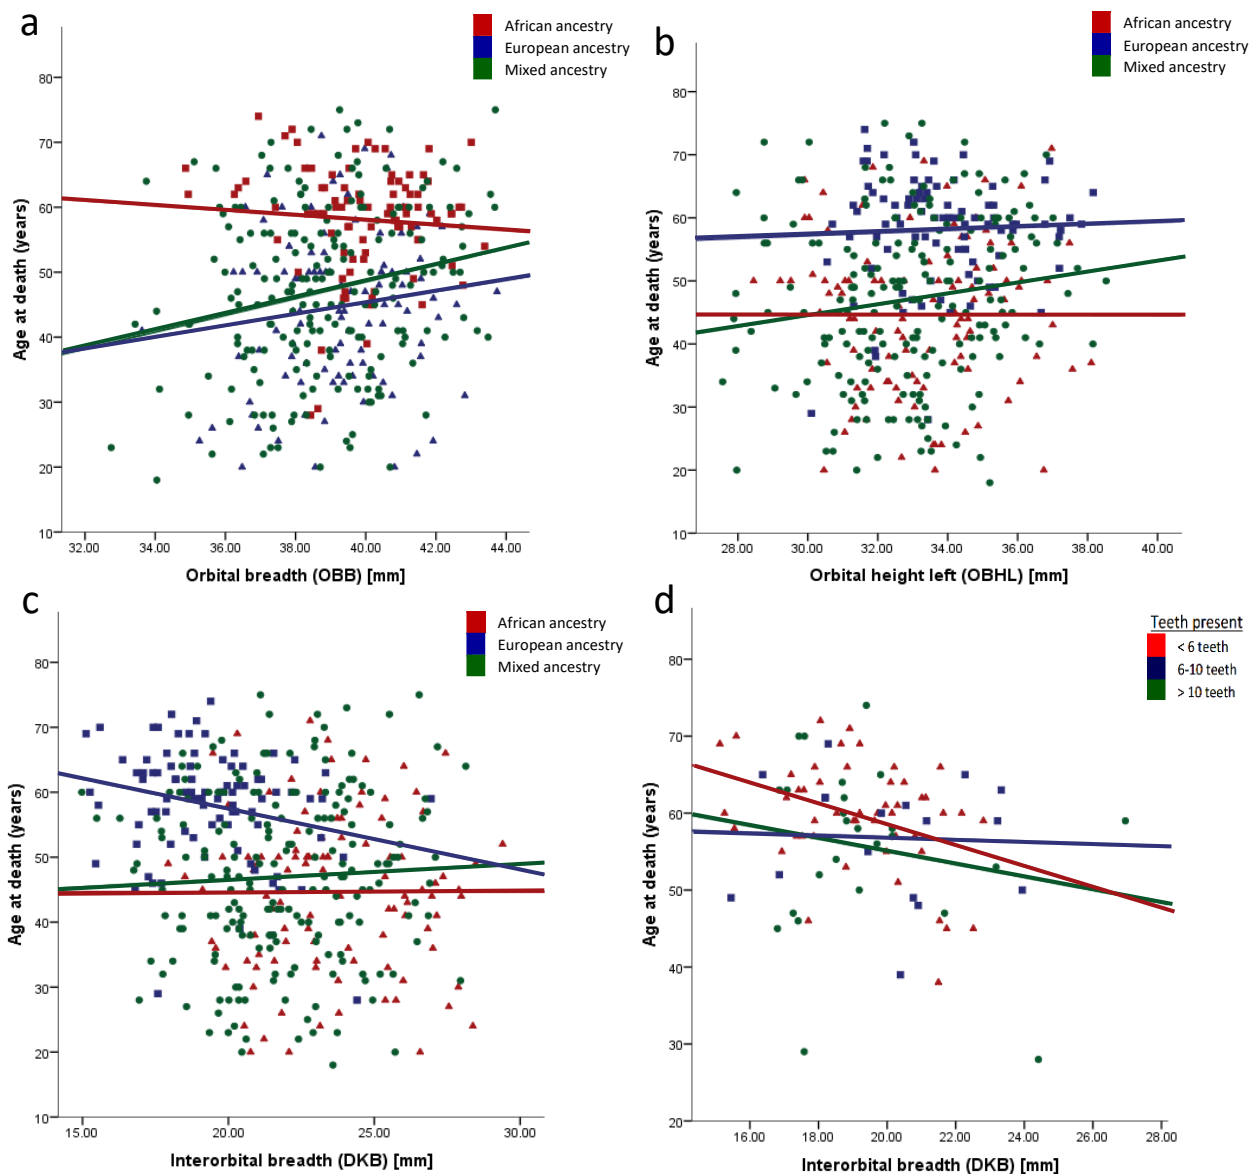 a
African ancestry
European ancestry
Mixed ancestry
80
70
60
50
40
30
20
10
Age at death (years)
32.00 34.00 36.00 38.00 40.00 42.00 44.00
Orbital breadth (OBB) [mm]
b
African ancestry
European ancestry
Mixed ancestry
80
70
60
50
40
30
20
10
Age at death (years)
28.00 30.00 32.00 34.00 36.00 38.00 40.00
Orbital height left (OBHL) [mm]
c
African ancestry
European ancestry
Mixed ancestry
80
70
60
50
40
30
20
10
Age at death (years)
15.00 20.00 25.00 30.00
Interorbital breadth (DKB) [mm]
d
Teeth present
< 6 teeth
6-10 teeth
> 10 teeth
80
70
60
50
40
30
20
Age at death (years)
16.00 18.00 20.00 22.00 24.00 26.00 28.00
Interorbital breadth (DKB) [mm]